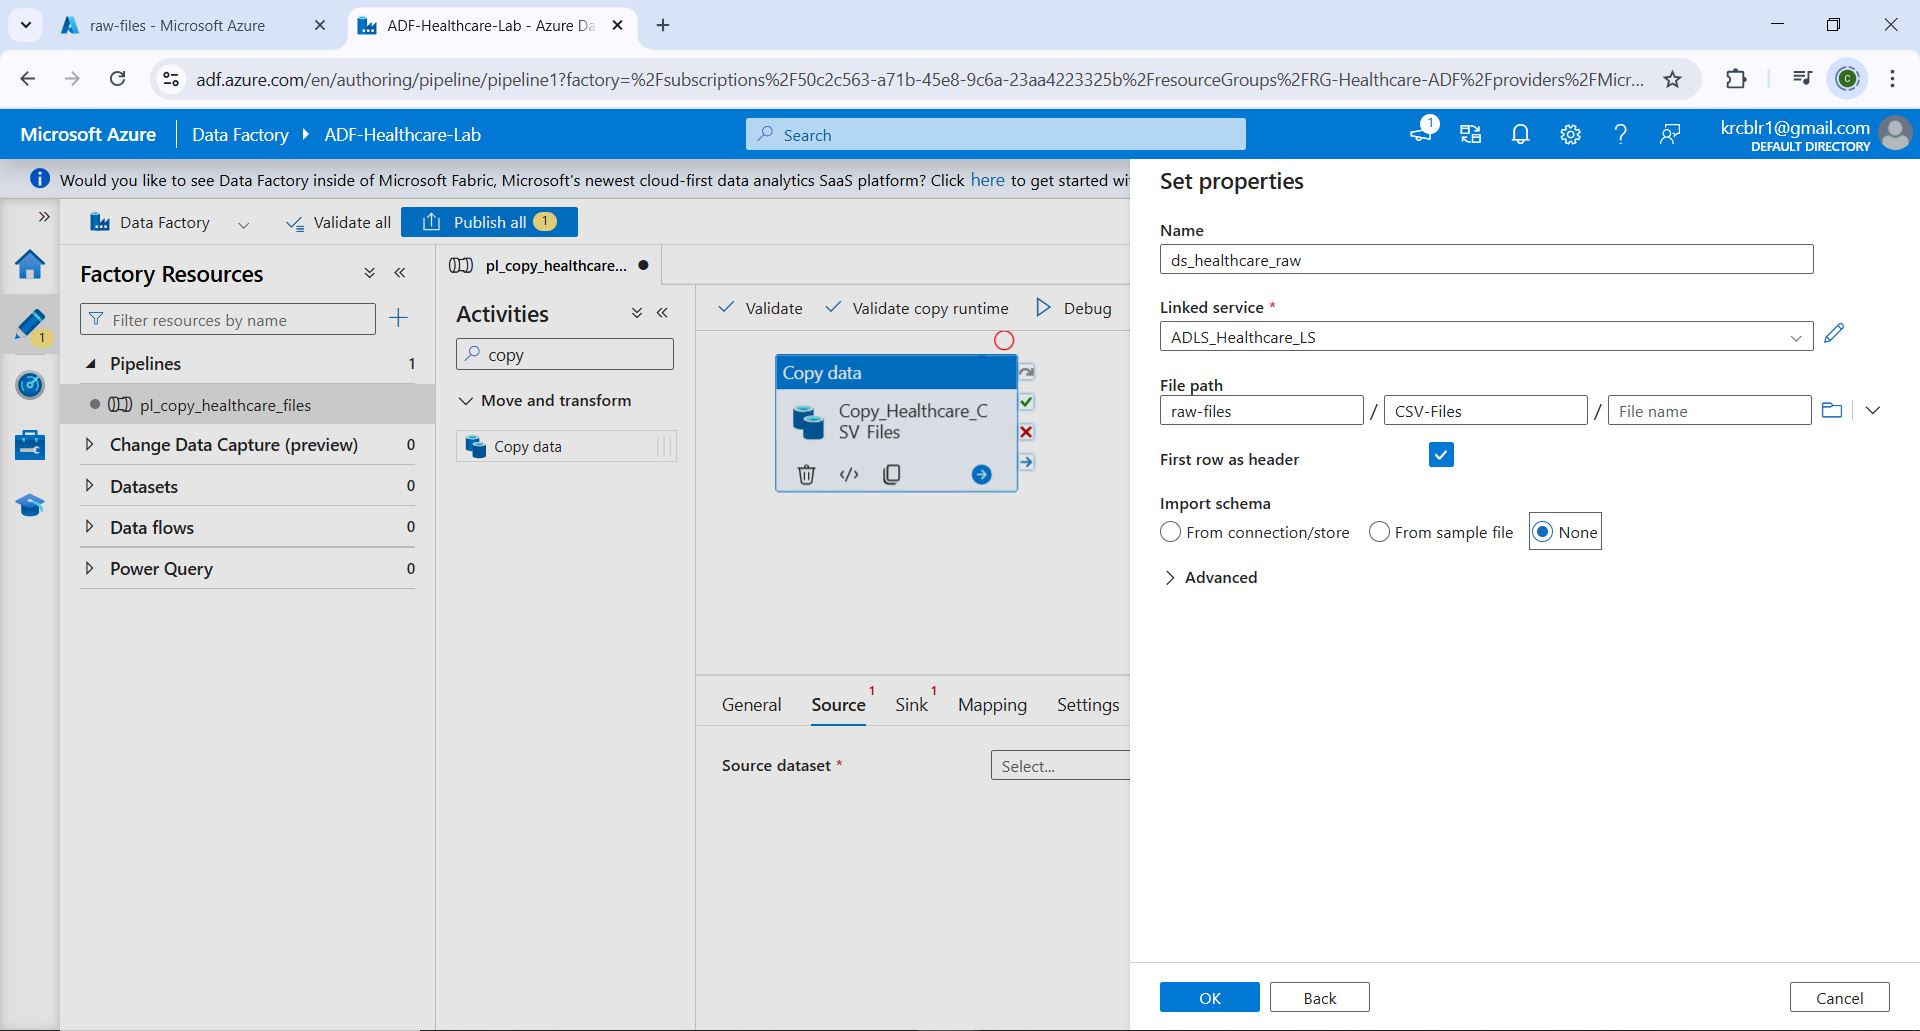 raw-files - Microsoft Azure
ADF-Healthcare-Lab - Azure Da
adf.azure.com/en/authoring/pipeline/pipeline1?factory=%2Fsubscriptions%2F50c2c563-a71b-45e8-9c6a-23aa4223325b%2FresourceGroups%2FRG-Healthcare-ADF%2Fproviders%2FMicr...
C
Microsoft Azure
Data Factory
ADF-Healthcare-Lab
Search
1
krcblr1@gmail.com
DEFAULT DIRECTORY
Would you like to see Data Factory inside of Microsoft Fabric, Microsoft's newest cloud-first data analytics SaaS platform? Click here to get started wi
Data Factory
Validate all
Publish all 1
1
Factory Resources
Filter resources by name
Pipelines 1
pl_copy_healthcare_files
Change Data Capture (preview) 0
Datasets 0
Data flows 0
Power Query 0
pl_copy_healthcare...
Activities
copy
Move and transform
Copy data
Validate
Validate copy runtime
Debug
Copy data
Copy_Healthcare_C
SV Files
General
Source 1
Sink 1
Mapping
Settings
Source dataset *
Select...
Set properties
Name
ds_healthcare_raw
Linked service *
ADLS_Healthcare_LS
File path
raw-files / CSV-Files / File name
First row as header
Import schema
From connection/store
From sample file
None
Advanced
OK
Back
Cancel